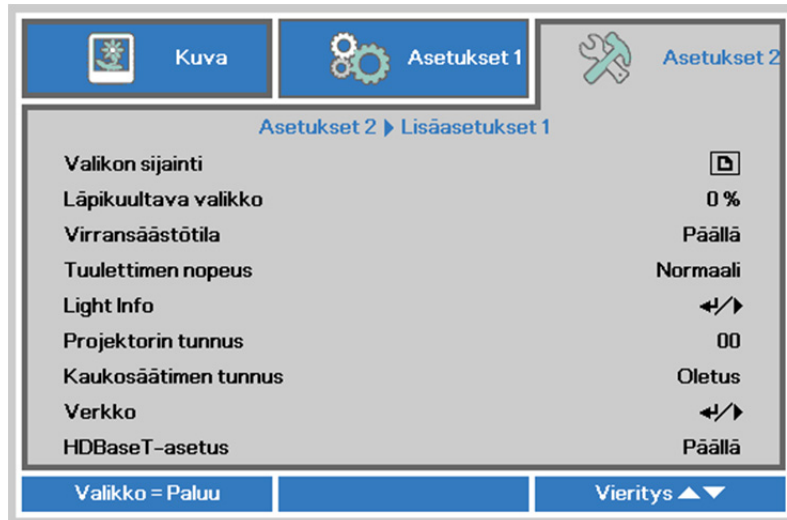 Kuva
Asetukset 1
Asetukset 2
Asetukset 2 ▶ Lisäasetukset 1
Valikon sijainti
Läpikuultava valikko 0 %
Virransäästötila Päällä
Tuulettimen nopeus Normaali
Light Info ↵/▶
Projektorin tunnus 00
Kaukosäätimen tunnus Oletus
Verkko ↵/▶
HDBaseT-asetus Päällä
Valikko = Paluu
Vieritys ▲▼